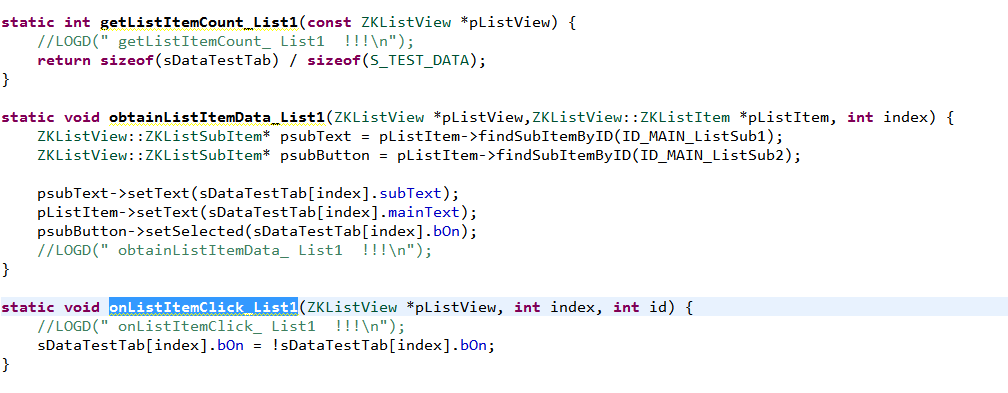 static int getListItemCount_List1(const ZKListView *pListView) {
    //LOGD(" getListItemCount_ List1  !!!\n");
    return sizeof(sDataTestTab) / sizeof(S_TEST_DATA);
}
static void obtainListItemData_List1(ZKListView *pListView,ZKListView::ZKListItem *pListItem, int index) {
    ZKListView::ZKListSubItem* psubText = pListItem->findSubItemByID(ID_MAIN_ListSub1);
    ZKListView::ZKListSubItem* psubButton = pListItem->findSubItemByID(ID_MAIN_ListSub2);
    psubText->setText(sDataTestTab[index].subText);
    pListItem->setText(sDataTestTab[index].mainText);
    psubButton->setSelected(sDataTestTab[index].bOn);
    //LOGD(" obtainListItemData_ List1  !!!\n");
}
static void onListItemClick_List1(ZKListView *pListView, int index, int id) {
    //LOGD(" onListItemClick_ List1  !!!\n");
    sDataTestTab[index].bOn = !sDataTestTab[index].bOn;
}